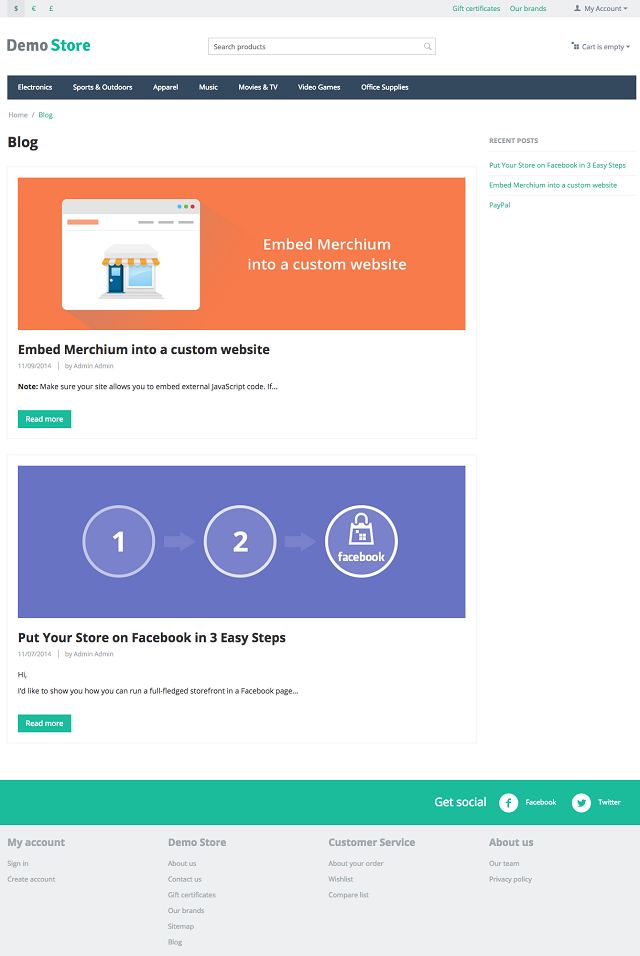 $ € £ Gift certificates Our brands My Account
Demo Store Search products Cart is empty
Electronics Sports & Outdoors Apparel Music Movies & TV Video Games Office Supplies
Home / Blog
Blog
RECENT POSTS
Put Your Store on Facebook in 3 Easy Steps
Embed Merchium into a custom website
PayPal
Embed Merchium
into a custom website
Embed Merchium into a custom website
11/09/2014 | by Admin Admin
Note: Make sure your site allows you to embed external JavaScript code. If...
Read more
1 2 facebook
Put Your Store on Facebook in 3 Easy Steps
11/07/2014 | by Admin Admin
Hi,
I'd like to show you how you can run a full-fledged storefront in a Facebook page...
Read more
Get social Facebook Twitter
My account
Sign in
Create account
Demo Store
About us
Contact us
Gift certificates
Our brands
Sitemap
Blog
Customer Service
About your order
Wishlist
Compare list
About us
Our team
Privacy policy